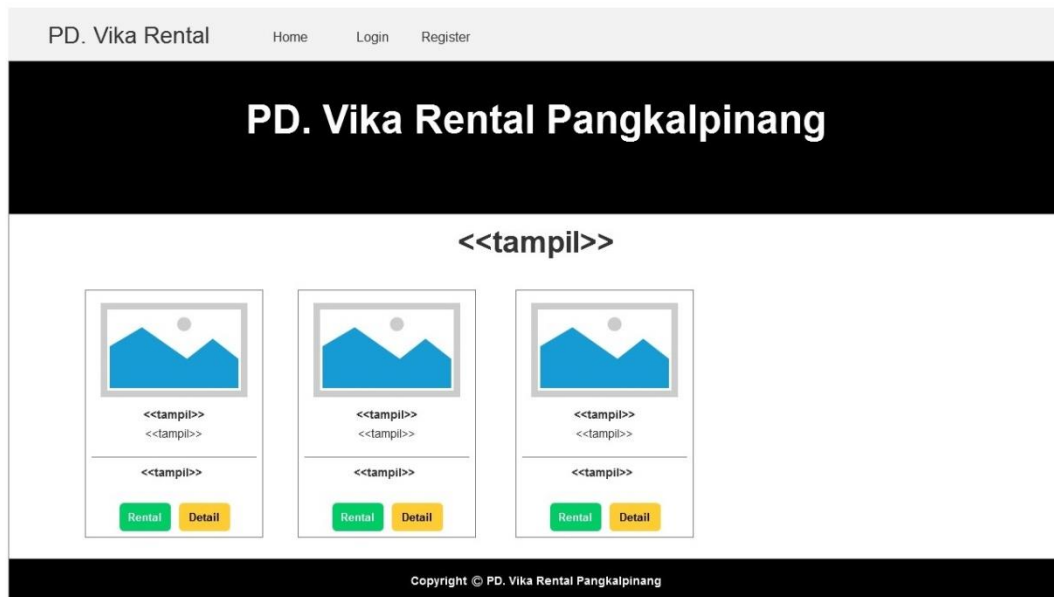 PD. Vika Rental Home Login Register
PD. Vika Rental Pangkalpinang
<<tampil>>
<<tampil>> <<tampil>> <<tampil>>
<<tampil>> <<tampil>> <<tampil>>
<<tampil>> <<tampil>> <<tampil>>
Rental Detail Rental Detail Rental Detail
Copyright © PD. Vika Rental Pangkalpinang